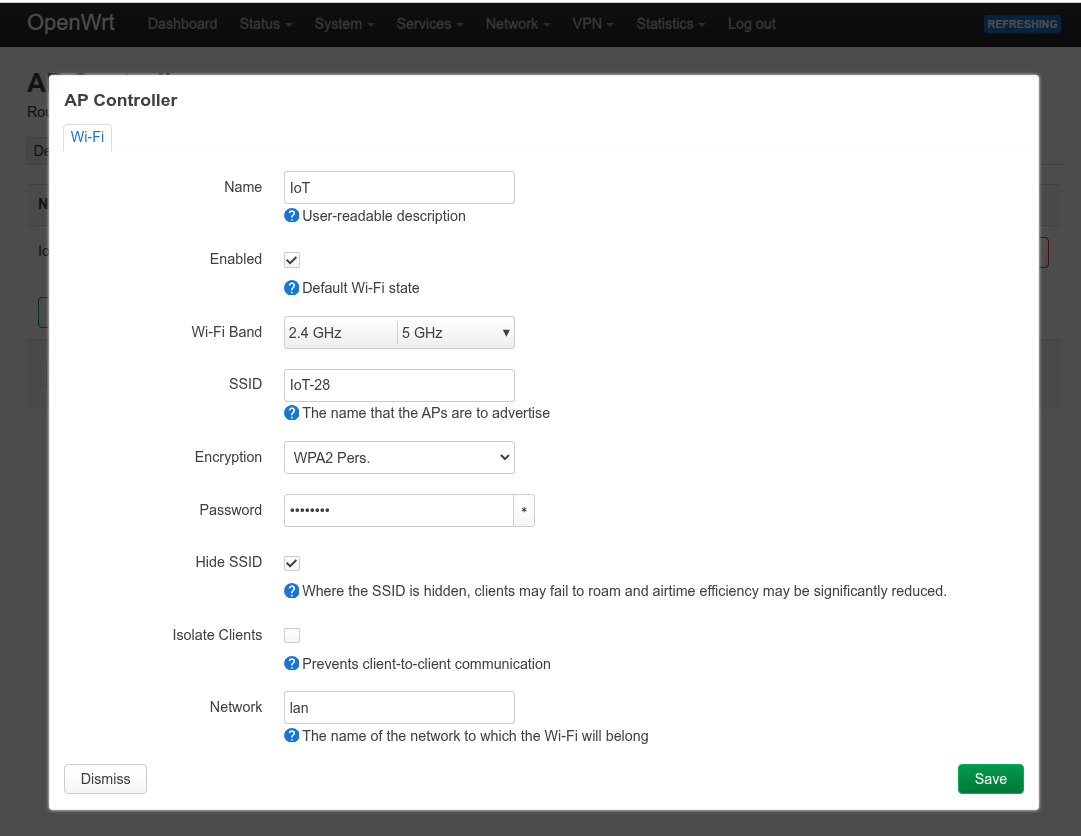 OpenWrt Dashboard Status System Services Network VPN Statistics Log out REFRESHING
AP Controller
Wi-Fi
Name IoT
User-readable description
Enabled
Default Wi-Fi state
Wi-Fi Band 2.4 GHz 5 GHz
SSID IoT-28
The name that the APs are to advertise
Encryption WPA2 Pers.
Password •••••••• *
Hide SSID
Where the SSID is hidden, clients may fail to roam and airtime efficiency may be significantly reduced.
Isolate Clients
Prevents client-to-client communication
Network lan
The name of the network to which the Wi-Fi will belong
Dismiss Save